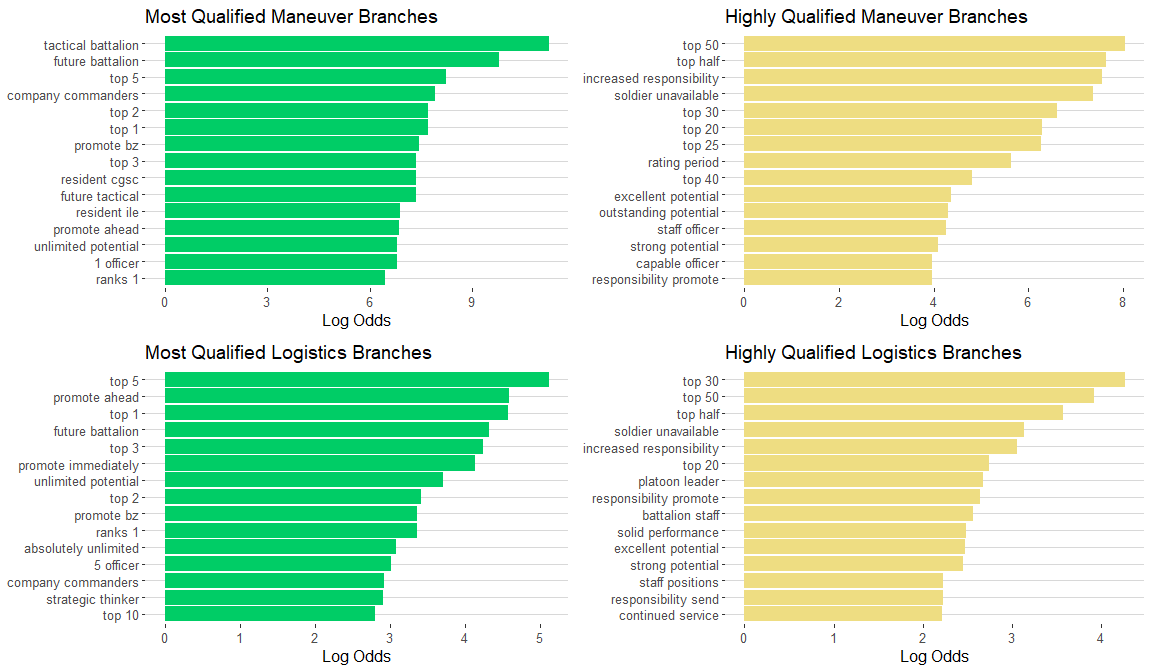 Most Qualified Maneuver Branches
tactical battalion
future battalion
top 5
company commanders
top 2
top 1
promote bz
top 3
resident cgsc
future tactical
resident ile
promote ahead
unlimited potential
1 officer
ranks 1
0 3 6 9
Log Odds
Highly Qualified Maneuver Branches
top 50
top half
increased responsibility
soldier unavailable
top 30
top 20
top 25
rating period
top 40
excellent potential
outstanding potential
staff officer
strong potential
capable officer
responsibility promote
0 2 4 6 8
Log Odds
Most Qualified Logistics Branches
top 5
promote ahead
top 1
future battalion
top 3
promote immediately
unlimited potential
top 2
promote bz
ranks 1
absolutely unlimited
5 officer
company commanders
strategic thinker
top 10
0 1 2 3 4 5
Log Odds
Highly Qualified Logistics Branches
top 30
top 50
top half
soldier unavailable
increased responsibility
top 20
platoon leader
responsibility promote
battalion staff
solid performance
excellent potential
strong potential
staff positions
responsibility send
continued service
0 1 2 3 4
Log Odds